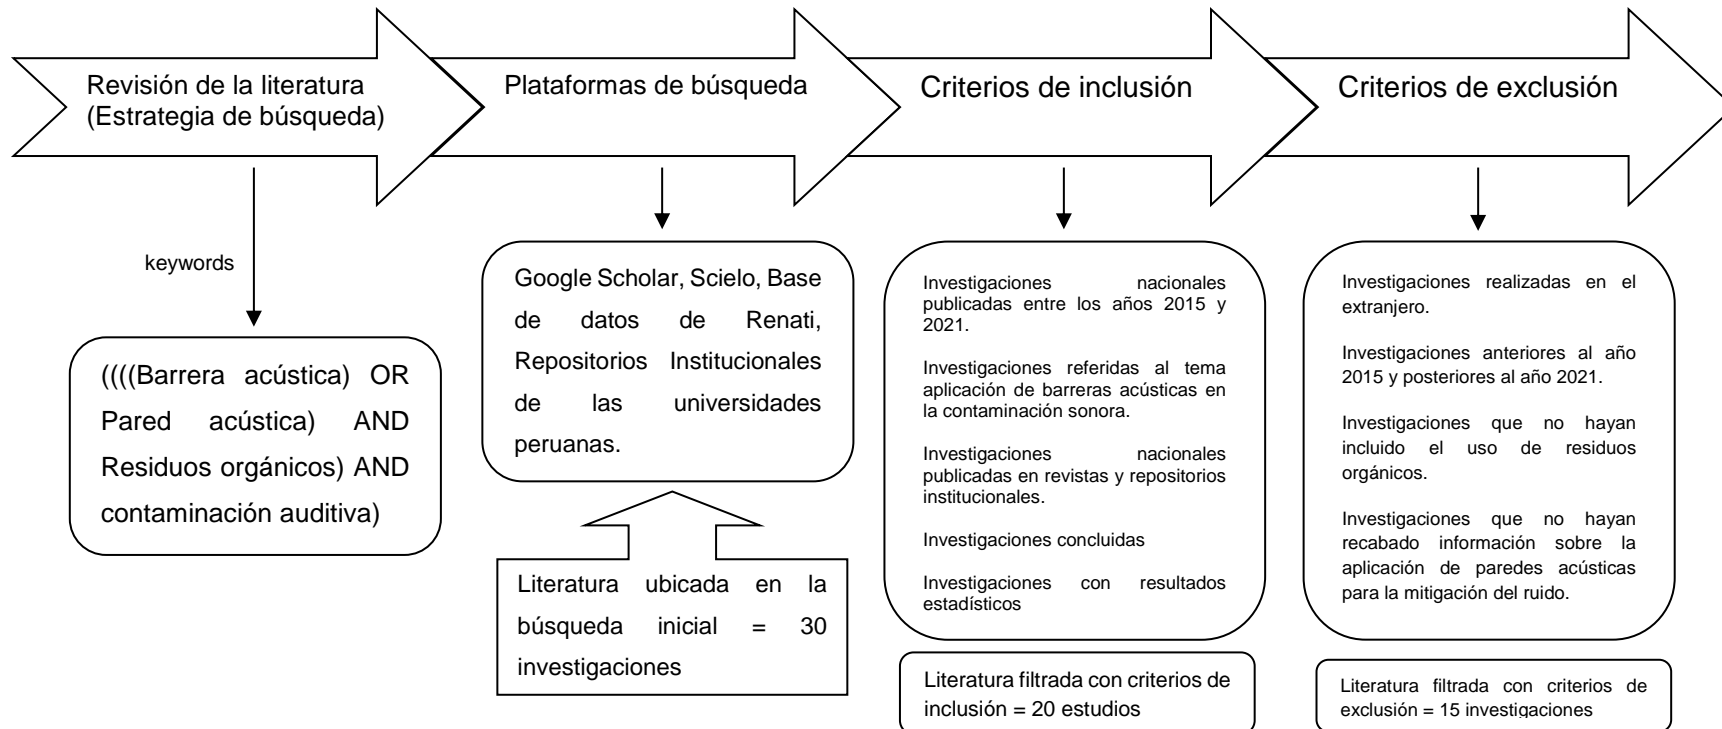 Revisión de la literatura
(Estrategia de búsqueda)
Plataformas de búsqueda
Criterios de inclusión
Criterios de exclusión
keywords
((((Barrera acústica) OR
Pared acústica) AND
Residuos orgánicos) AND
contaminación auditiva)
Google Scholar, Scielo, Base
de datos de Renati,
Repositorios Institucionales
de las universidades
peruanas.
Literatura ubicada en la
búsqueda inicial = 30
investigaciones
Investigaciones nacionales
publicadas entre los años 2015 y
2021.
Investigaciones referidas al tema
aplicación de barreras acústicas en
la contaminación sonora.
Investigaciones nacionales
publicadas en revistas y repositorios
institucionales.
Investigaciones concluidas
Investigaciones con resultados
estadísticos
Literatura filtrada con criterios de
inclusión = 20 estudios
Investigaciones realizadas en el
extranjero.
Investigaciones anteriores al año
2015 y posteriores al año 2021.
Investigaciones que no hayan
incluido el uso de residuos
orgánicos.
Investigaciones que no hayan
recabado información sobre la
aplicación de paredes acústicas
para la mitigación del ruido.
Literatura filtrada con criterios de
exclusión = 15 investigaciones